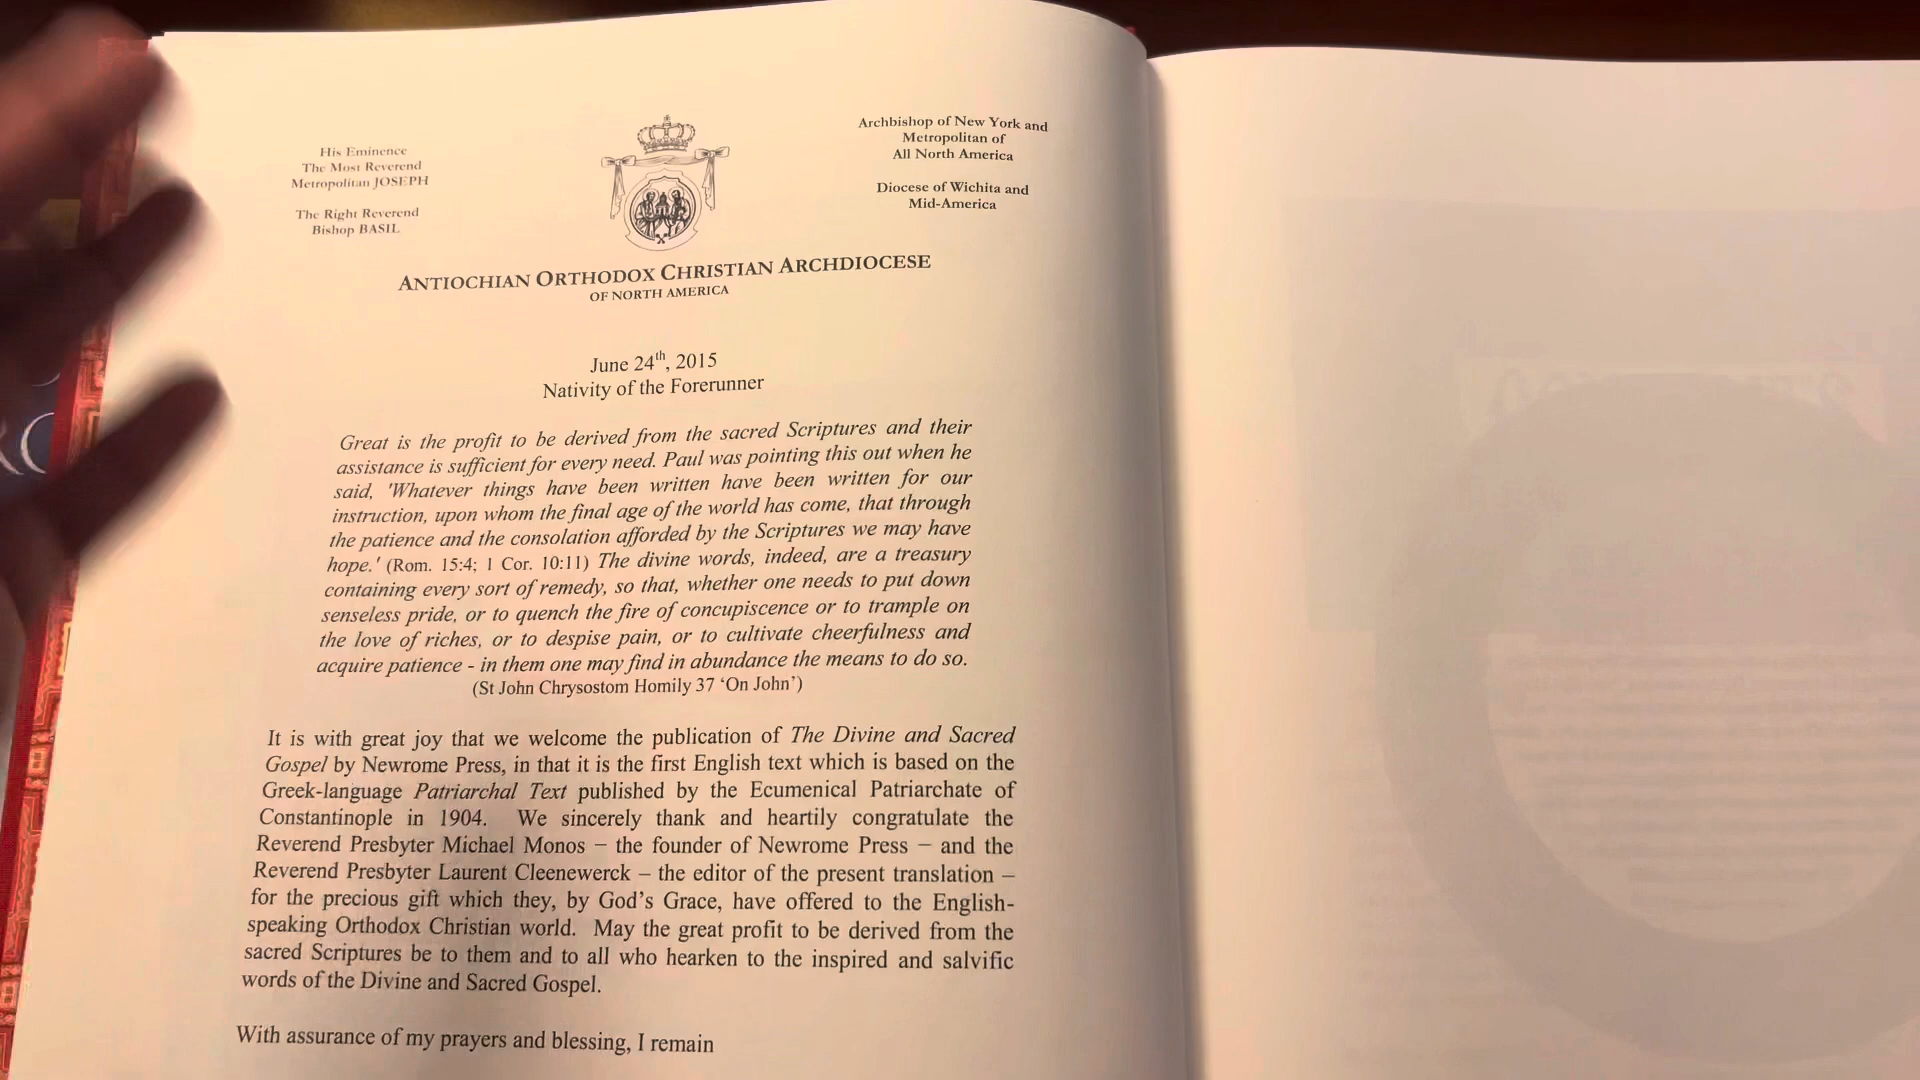 His Eminence
The Most Reverend
Metropolitan JOSEPH
The Right Reverend
Bishop BASIL
Archbishop of New York and
Metropolitan of
All North America
Diocese of Wichita and
Mid-America
ANTIOCHIAN ORTHODOX CHRISTIAN ARCHDIOCESE
OF NORTH AMERICA
June 24th, 2015
Nativity of the Forerunner
Great is the profit to be derived from the sacred Scriptures and their
assistance is sufficient for every need. Paul was pointing this out when he
said, 'Whatever things have been written have been written for our
instruction, upon whom the final age of the world has come, that through
the patience and the consolation afforded by the Scriptures we may have
hope.' (Rom. 15:4; 1 Cor. 10:11) The divine words, indeed, are a treasury
containing every sort of remedy, so that, whether one needs to put down
senseless pride, or to quench the fire of concupiscence or to trample on
the love of riches, or to despise pain, or to cultivate cheerfulness and
acquire patience - in them one may find in abundance the means to do so.
(St John Chrysostom Homily 37 ‘On John’)
It is with great joy that we welcome the publication of The Divine and Sacred
Gospel by Newrome Press, in that it is the first English text which is based on the
Greek-language Patriarchal Text published by the Ecumenical Patriarchate of
Constantinople in 1904. We sincerely thank and heartily congratulate the
Reverend Presbyter Michael Monos – the founder of Newrome Press – and the
Reverend Presbyter Laurent Cleenewerck – the editor of the present translation –
for the precious gift which they, by God’s Grace, have offered to the English-
speaking Orthodox Christian world. May the great profit to be derived from the
sacred Scriptures be to them and to all who hearken to the inspired and salvific
words of the Divine and Sacred Gospel.
With assurance of my prayers and blessing, I remain